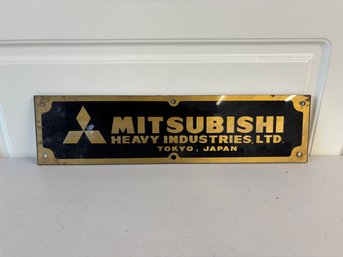 MITSUBISHI
HEAVY INDUSTRIES, LTD.
TOKYO, JAPAN